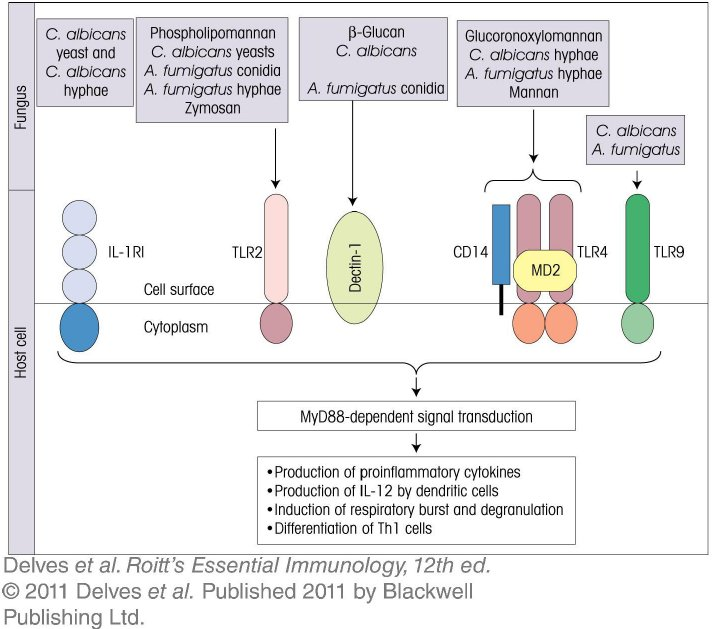 Fungus
C. albicans
yeast and
C. albicans
hyphae
Phospholipomannan
C. albicans yeasts
A. fumigatus conidia
A. fumigatus hyphae
Zymosan
β-Glucan
C. albicans
A. fumigatus conidia
Glucoronoxylomannan
C. albicans hyphae
A. fumigatus hyphae
Mannan
C. albicans
A. fumigatus
Host cell
IL-1RI
TLR2
Dectin-1
CD14
MD2
TLR4
TLR9
Cell surface
Cytoplasm
MyD88-dependent signal transduction
•Production of proinflammatory cytokines
•Production of IL-12 by dendritic cells
•Induction of respiratory burst and degranulation
•Differentiation of Th1 cells
Delves et al. Roitt's Essential Immunology, 12th ed.
© 2011 Delves et al. Published 2011 by Blackwell
Publishing Ltd.